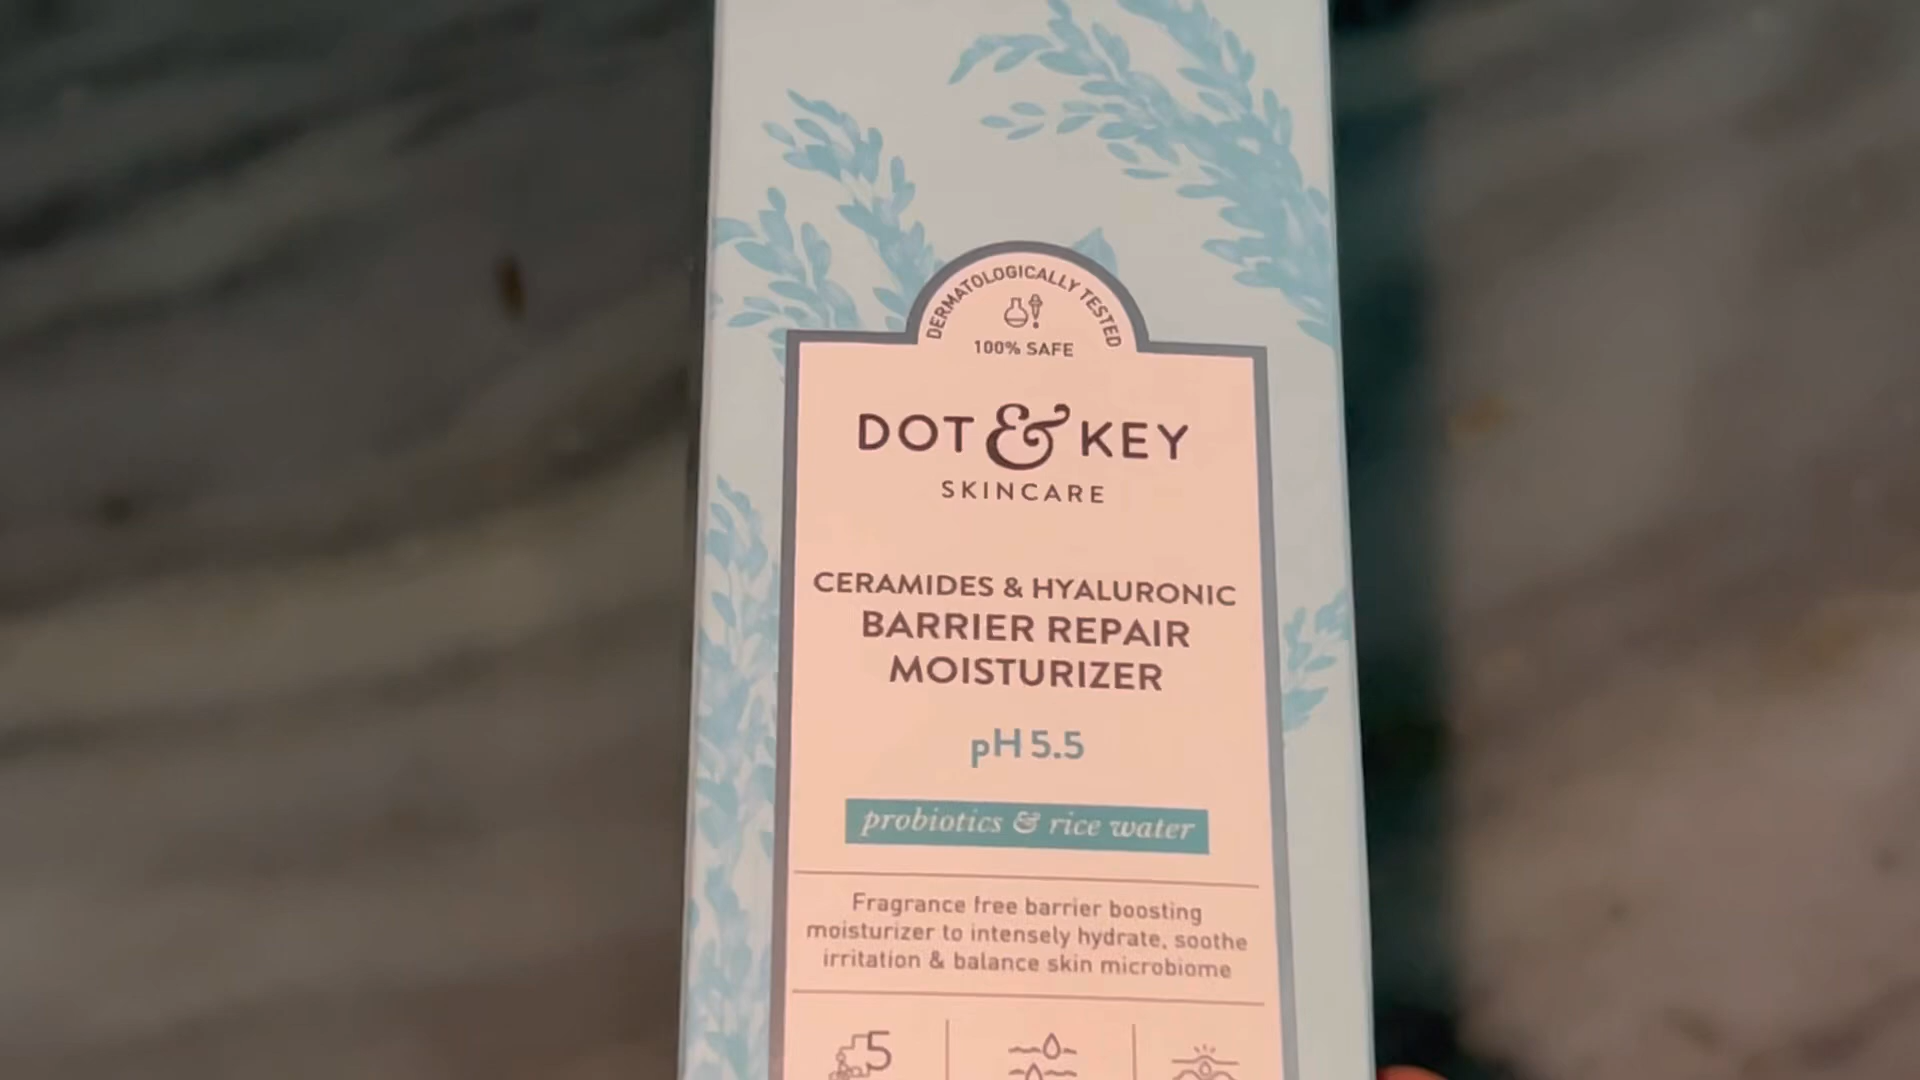 DERMATOLOGICALLY TESTED
100% SAFE
DOT & KEY
SKINCARE
CERAMIDES & HYALURONIC
BARRIER REPAIR
MOISTURIZER
pH 5.5
probiotics & rice water
Fragrance free barrier boosting
moisturizer to intensely hydrate, soothe
irritation & balance skin microbiome
5